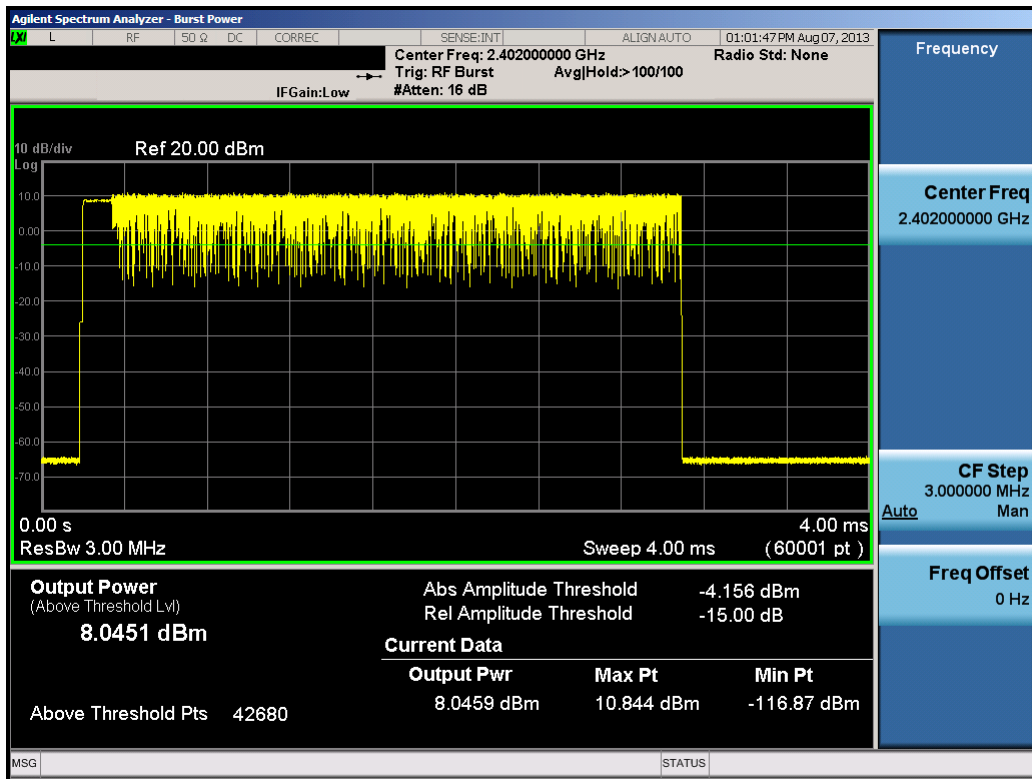 Agilent Spectrum Analyzer - Burst Power
LXI L RF 50 Ω DC CORREC SENSE:INT ALIGN AUTO 01:01:47 PM Aug 07, 2013
Center Freq: 2.402000000 GHz Radio Std: None
Trig: RF Burst Avg|Hold:>100/100
IFGain:Low #Atten: 16 dB
10 dB/div Ref 20.00 dBm
Log
10.0
0.00
-10.0
-20.0
-30.0
-40.0
-50.0
-60.0
-70.0
0.00 s 4.00 ms
ResBw 3.00 MHz Sweep 4.00 ms (60001 pt )
Output Power
(Above Threshold Lvl)
8.0451 dBm
Above Threshold Pts 42680
Abs Amplitude Threshold -4.156 dBm
Rel Amplitude Threshold -15.00 dB
Current Data
Output Pwr Max Pt Min Pt
8.0459 dBm 10.844 dBm -116.87 dBm
Frequency
Center Freq
2.402000000 GHz
CF Step
3.000000 MHz
Auto Man
Freq Offset
0 Hz
MSG STATUS